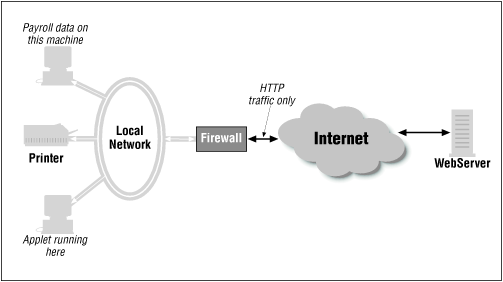 Payroll data on
this machine
HTTP
traffic only
Local
Network
Firewall
Internet
Printer
WebServer
Applet running
here